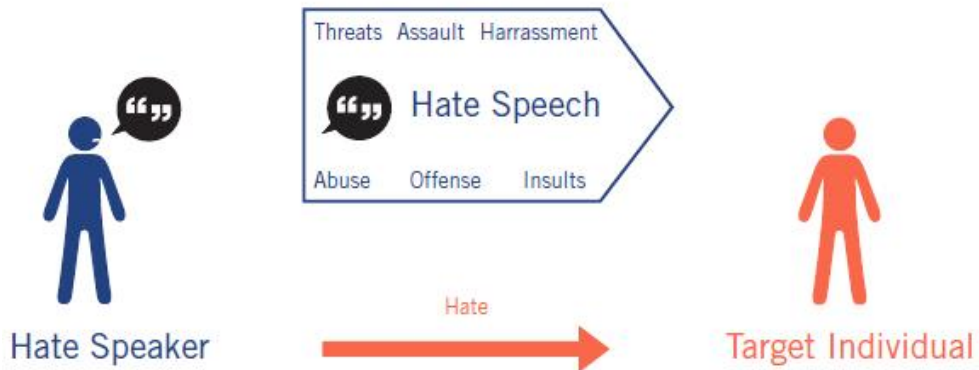 Threats Assault Harrassment
Hate Speech
Abuse Offense Insults
Hate
Hate Speaker
Target Individual